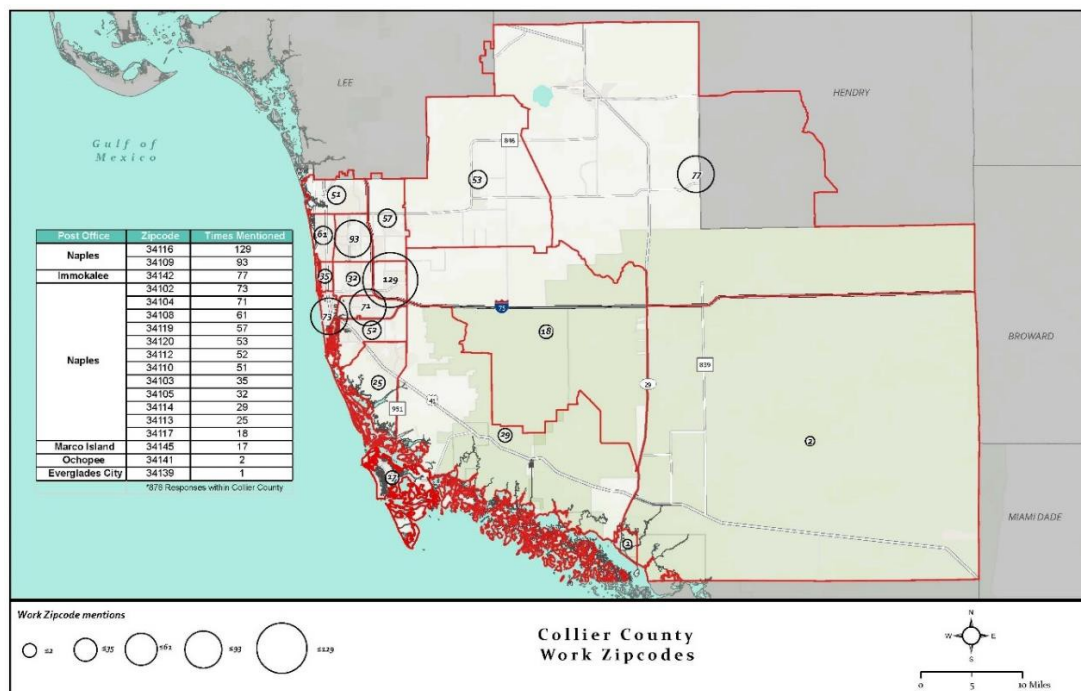 LEE
HENDRY
Gulf of
Mexico
846
53
77
51
57
61
93
35
32
129
73
71
52
75
18
BROWARD
839
29
25
951
41
29
2
17
1
MIAMI DADE
Post Office Zipcode Times Mentioned
Naples 34116 129
34109 93
Immokalee 34142 77
Naples 34102 73
34104 71
34108 61
34119 57
34120 53
34112 52
34110 51
34103 35
34105 32
34114 29
34113 25
34117 18
Marco Island 34145 17
Ochopee 34141 2
Everglades City 34139 1
*878 Responses within Collier County
Work Zipcode mentions
≤2 ≤35 ≤61 ≤93 ≤129
Collier County
Work Zipcodes
N
W E
S
0 5 10 Miles